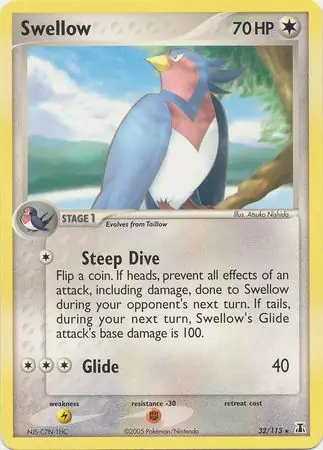 Swellow 70 HP
Illus. Atsuko Nishida
STAGE 1
Evolves from Taillow
Steep Dive
Flip a coin. If heads, prevent all effects of an
attack, including damage, done to Swellow
during your opponent's next turn. If tails,
during your next turn, Swellow's Glide
attack's base damage is 100.
Glide 40
weakness resistance -30 retreat cost
NJS-C7N-1HC ©2005 Pokémon/Nintendo 32/113 ★